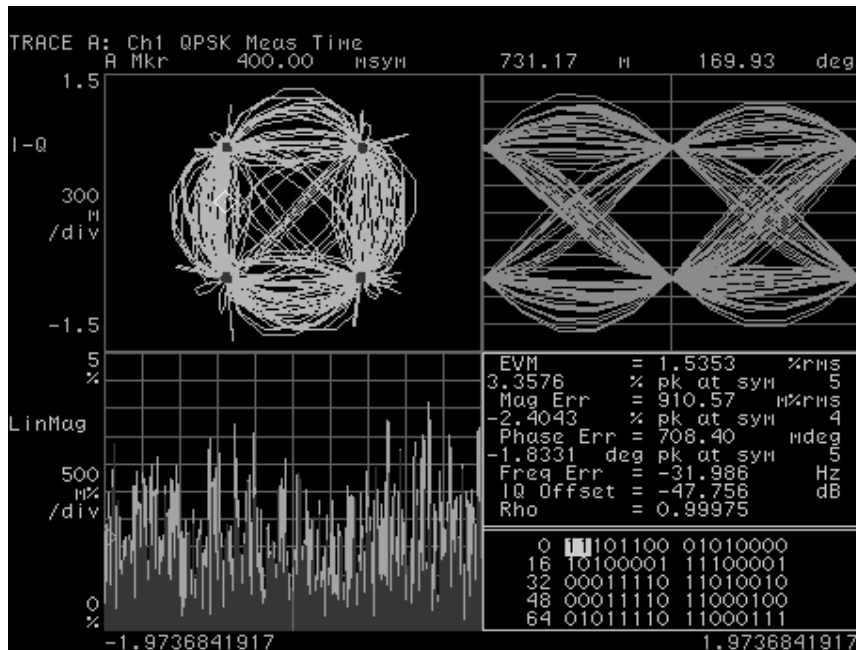 TRACE A: Ch1 QPSK Meas Time
A Mkr 400.00 msym 731.17 M 169.93 deg
1.5
I-Q
300
M
/div
-1.5
5
%
LinMag
500
m%
/div
0
%
-1.9736841917 1.9736841917
EVM = 1.5353 %rms
3.3576 % pk at sym 5
Mag Err = 910.57 m%rms
-2.4043 % pk at sym 4
Phase Err = 708.40 mdeg
-1.8331 deg pk at sym 5
Freq Err = -31.986 Hz
IQ Offset = -47.756 dB
Rho = 0.99975
0 11101100 01010000
16 10100001 11100001
32 00011110 11010010
48 00011110 11000100
64 01011110 11000111